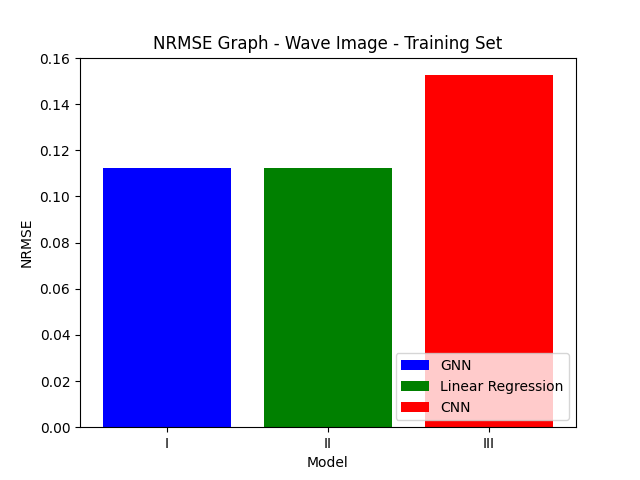 NRMSE Graph - Wave Image - Training Set
0.16
0.14
0.12
0.10
0.08
0.06
0.04
0.02
0.00
NRMSE
GNN
Linear Regression
CNN
I
II
III
Model